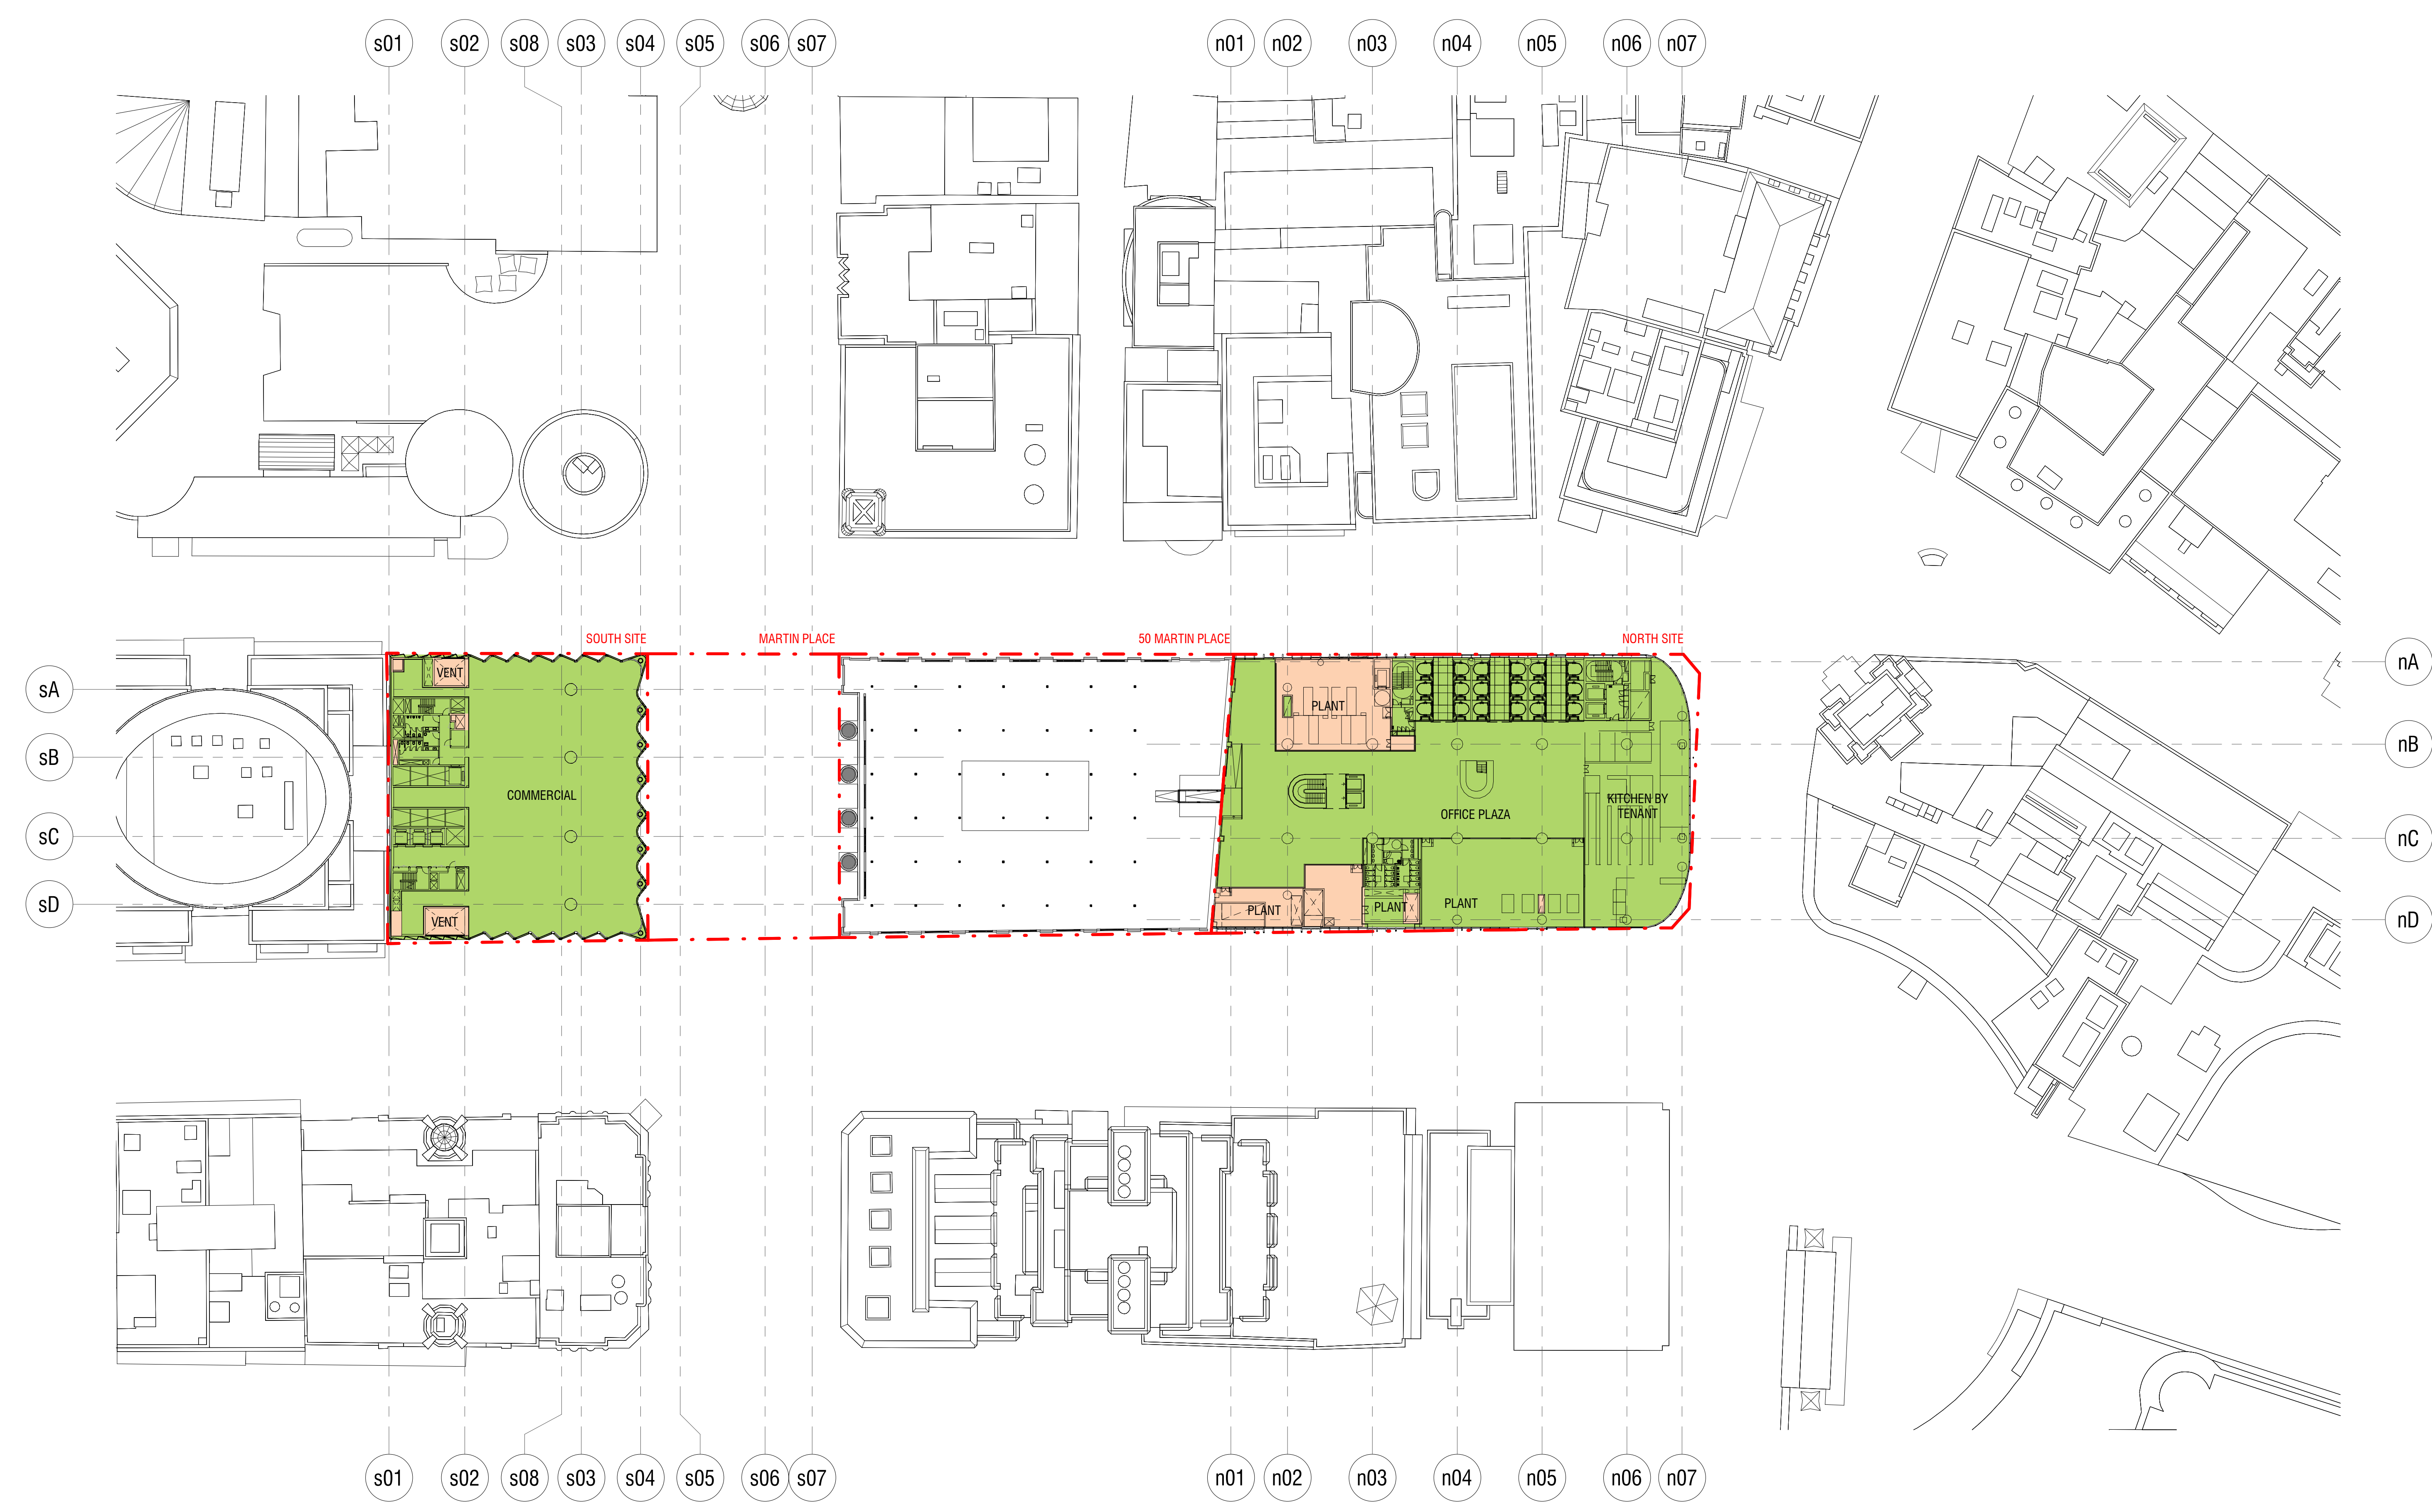 s01 s02 s08 s03 s04 s05 s06 s07 n01 n02 n03 n04 n05 n06 n07
SOUTH SITE MARTIN PLACE 50 MARTIN PLACE NORTH SITE
sA nA
VENT
PLANT
sB nB
COMMERCIAL
KITCHEN BY
TENANT
OFFICE PLAZA
sC nC
sD nD
PLANT PLANT PLANT
VENT
s01 s02 s08 s03 s04 s05 s06 s07 n01 n02 n03 n04 n05 n06 n07